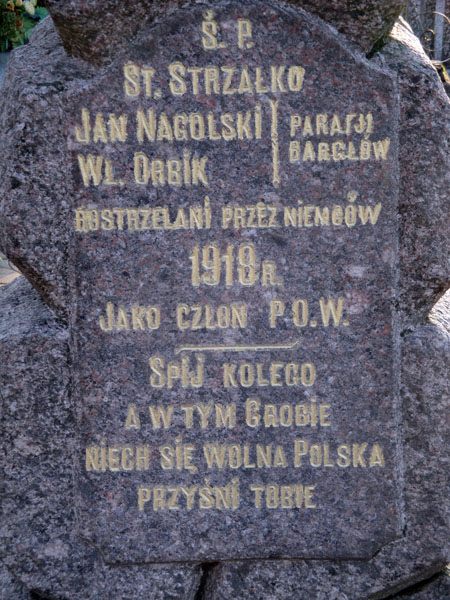 Ś. P.
ST. STRZAŁKO
JAN NAGOLSKI
WŁ. ORBIK
PARAFJI
BARGŁÓW
ROSTRZELANI PRZEZ NIEMCÓW
1918 R.
JAKO CZŁON P.O.W.
ŚPIJ KOLEGO
A W TYM GROBIE
NIECH SIĘ WOLNA POLSKA
PRZYŚNI TOBIE